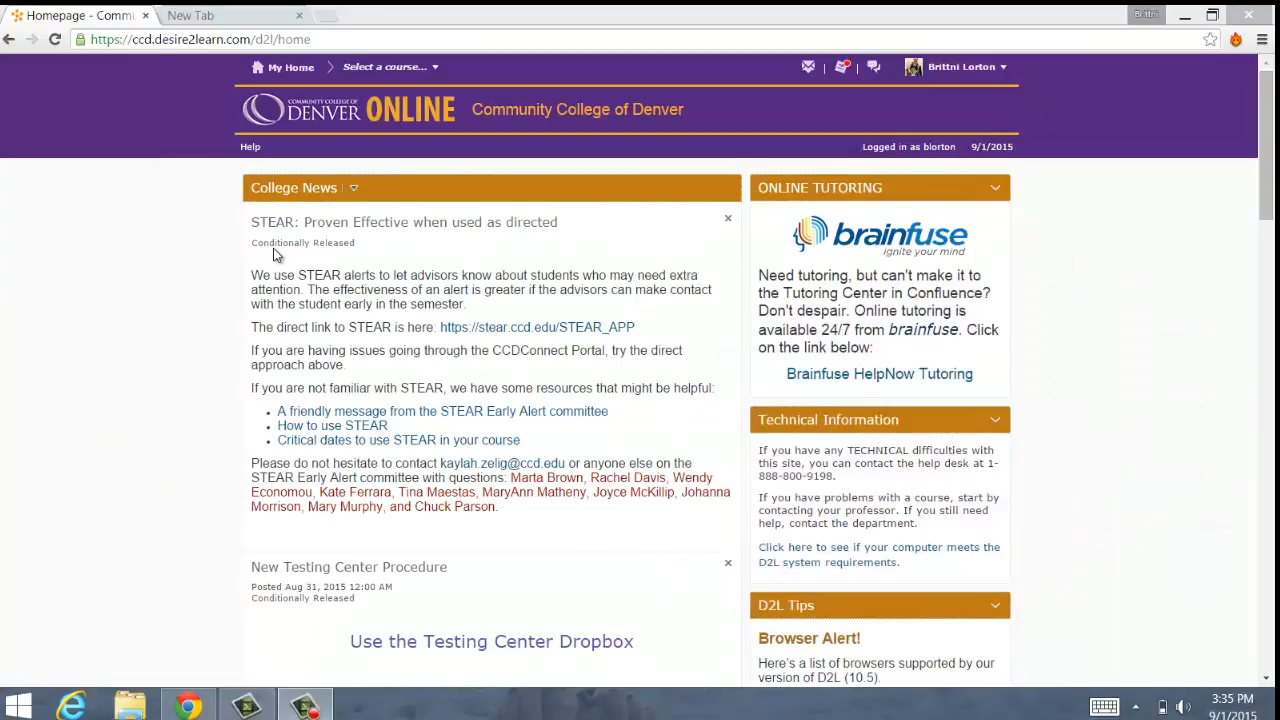 Homepage - Commu
New Tab
Brittni
https://ccd.desire2learn.com/d2l/home
My Home
Select a course...
Brittni Lorton
COMMUNITY COLLEGE OF
DENVER ONLINE
Community College of Denver
Help
Logged in as blorton 9/1/2015
College News
STEAR: Proven Effective when used as directed
Conditionally Released
We use STEAR alerts to let advisors know about students who may need extra
attention. The effectiveness of an alert is greater if the advisors can make contact
with the student early in the semester.
The direct link to STEAR is here: https://stear.ccd.edu/STEAR_APP
If you are having issues going through the CCDConnect Portal, try the direct
approach above.
If you are not familiar with STEAR, we have some resources that might be helpful:
• A friendly message from the STEAR Early Alert committee
• How to use STEAR
• Critical dates to use STEAR in your course
Please do not hesitate to contact kaylah.zelig@ccd.edu or anyone else on the
STEAR Early Alert committee with questions: Marta Brown, Rachel Davis, Wendy
Economou, Kate Ferrara, Tina Maestas, MaryAnn Matheny, Joyce McKillip, Johanna
Morrison, Mary Murphy, and Chuck Parson.
New Testing Center Procedure
Posted Aug 31, 2015 12:00 AM
Conditionally Released
Use the Testing Center Dropbox
ONLINE TUTORING
brainfuse
ignite your mind
Need tutoring, but can't make it to
the Tutoring Center in Confluence?
Don't despair. Online tutoring is
available 24/7 from brainfuse. Click
on the link below:
Brainfuse HelpNow Tutoring
Technical Information
If you have any TECHNICAL difficulties with
this site, you can contact the help desk at 1-
888-800-9198.
If you have problems with a course, start by
contacting your professor. If you still need
help, contact the department.
Click here to see if your computer meets the
D2L system requirements.
D2L Tips
Browser Alert!
Here's a list of browsers supported by our
version of D2L (10.5).
3:35 PM
9/1/2015